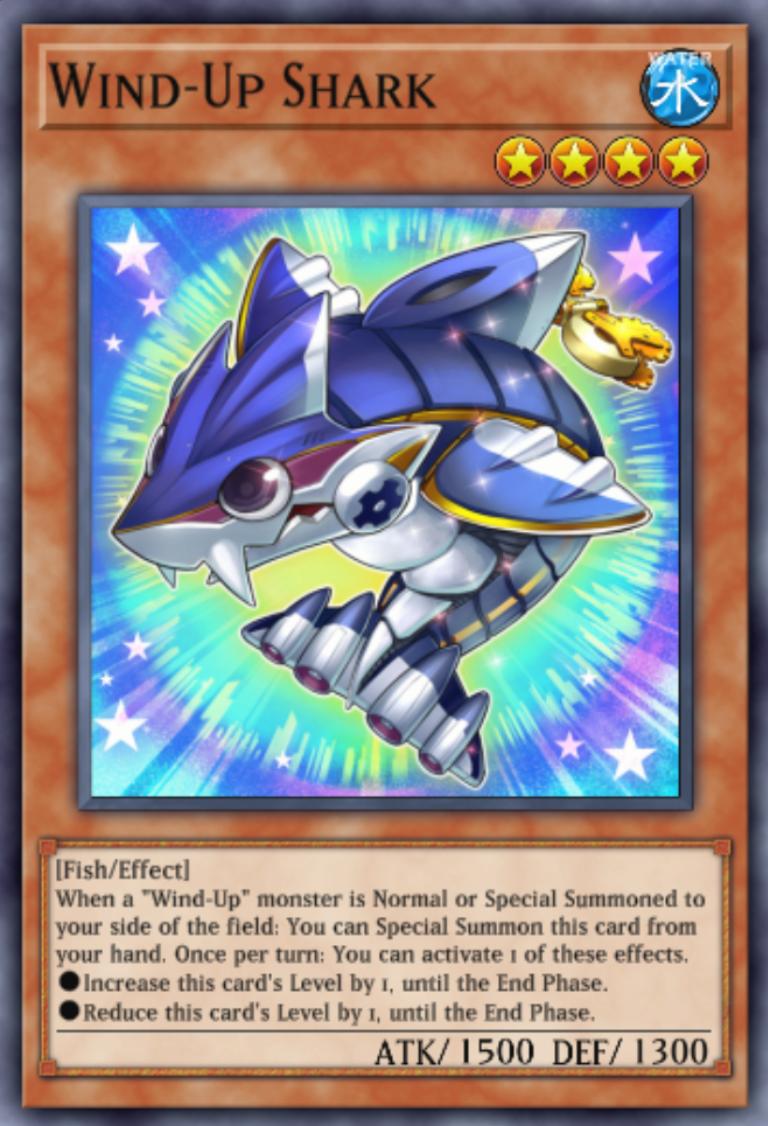 Wind-Up Shark
WATER
水
[Fish/Effect]
When a "Wind-Up" monster is Normal or Special Summoned to
your side of the field: You can Special Summon this card from
your hand. Once per turn: You can activate 1 of these effects.
●Increase this card's Level by 1, until the End Phase.
●Reduce this card's Level by 1, until the End Phase.
ATK/ 1500 DEF/ 1300